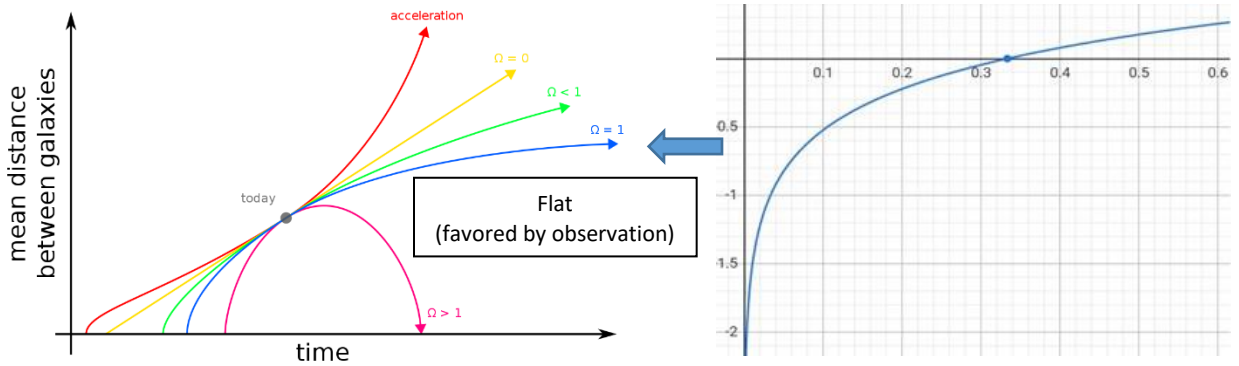 mean distance
between galaxies
acceleration
Ω = 0
Ω < 1
Ω = 1
today
Flat
(favored by observation)
Ω > 1
time
0.1 0.2 0.3 0.4 0.5 0.6
0.5
-1
-1.5
-2